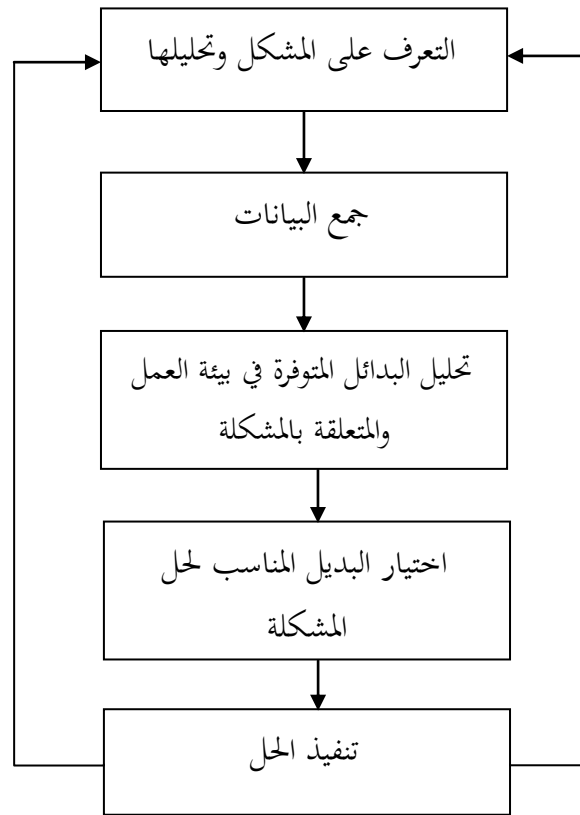 التعرف على المشكل وتحليلها
جمع البيانات
تحليل البدائل المتوفرة في بيئة العمل
والمتعلقة بالمشكلة
اختيار البديل المناسب لحل
المشكلة
تنفيذ الحل